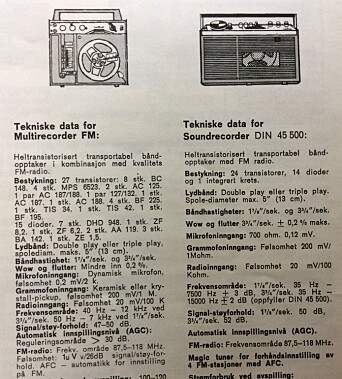 Tekniske data for
Multirecorder FM:
Heltransistorisert transportabel bånd-
opptaker i kombinasjon med kvalitets
FM-radio.
Bestykning: 27 transistorer: 8 stk. BC
148. 4 stk. MPS 6523. 2 stk. AC 125.
1 par AC 187/188. 1 stk. AC 127. 1 stk.
AC 187. 1 stk. AC 188. 4 stk. BF 225.
1 stk. TIS 34. 1 stk. TIS 42. 1 stk.
BF 195.
15 dioder, 7 stk. DHD 948. 1 stk. ZF
8,2. 1 stk. ZF 6,2. 2 stk. AA 119. 3 stk.
BA 142. 1 stk. ZE 1,5.
Lydbånd: Double play eller triple play,
spolediam. maks. 5" (13 cm).
Båndhastighet: 1⅞"/sek. og 3¾"/sek.
Wow og flutter: Mindre inn 0,2 %.
Mikrofoninngang: Dynamisk mikrofon,
følsomhet 0,2 mV/2 k.
Grammofoninngang: Keramisk eller kry-
stall-pickup, følsomhet 200 mV/1 M.
Radioinngang: Følsomhet 20 mV/100 K
Frekvensområde: 40 Hz – 12 kHz ved
3¾"/sek. 50 Hz – 7 kHz ved 1⅞"/sek.
Signal/støy-forhold: 47—50 dB.
Automatisk innspillingsnivå (AGC):
Reguleringsområde > 30 dB.
FM-radio: Frekv. område 87,5—118 MHz.
Følsomhet: 1uV v/26dB signal/støy-for-
hold. AFC – automatikk for innstilling
på
100—120
Tekniske data for
Soundrecorder DIN 45 500:
Heltransistorisert transportabel bånd-
opptaker med FM radio.
Bestykning: 24 transistorer, 14 dioder
og 1 integrert krets.
Lydbånd: Double play eller triple play.
Spole-diameter maks. 5" (13 cm).
Båndhastigheter: 1⅞"/sek. og 3¾"/sek.
Wow og flutter 3¾"/sek. ± 0,2 % maks.
Mikrofoninngang: 700 ohm. 0,12 mV.
Grammofoninngang: Følsomhet 200 mV/
1Mohm.
Radioinngang: Følsomhet 20 mV/100
Kohm.
Frekvensområde: 1⅞"/sek. 35 Hz –
7500 Hz ± 3 dB, 3¾"/sek. 35 Hz –
15000 Hz ± 2 dB (oppfyller DIN 45 500).
Signal-støyforhold: 1⅞"/sek. 50 dB,
3¾"/sek. 52 dB.
Automatisk innspillingsnivå (AGC).
FM-radio: Frekvensområde 87,5—118 MHz.
Magic tuner for forhåndsinnstilling av
4 FM-stasjoner med AFC.
Strømforbruk ved avspilling: